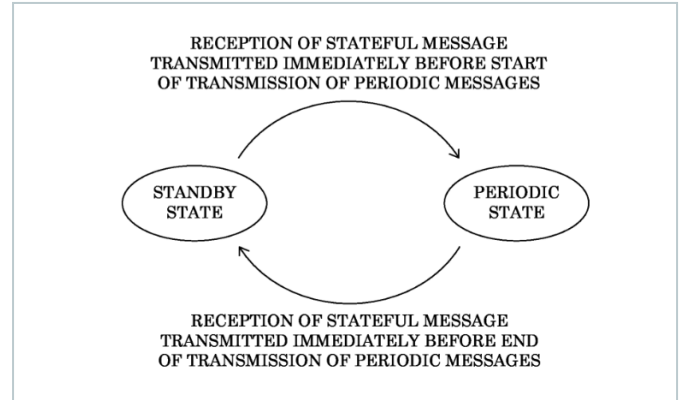 RECEPTION OF STATEFUL MESSAGE
TRANSMITTED IMMEDIATELY BEFORE START
OF TRANSMISSION OF PERIODIC MESSAGES
STANDBY
STATE
PERIODIC
STATE
RECEPTION OF STATEFUL MESSAGE
TRANSMITTED IMMEDIATELY BEFORE END
OF TRANSMISSION OF PERIODIC MESSAGES